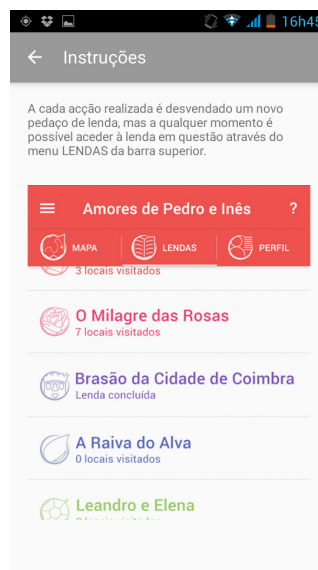 16h45
Instruções
A cada acção realizada é desvendado um novo
pedaço de lenda, mas a qualquer momento é
possível aceder à lenda em questão através do
menu LENDAS da barra superior.
Amores de Pedro e Inês ?
MAPA LENDAS PERFIL
3 locais visitados
O Milagre das Rosas
7 locais visitados
Brasão da Cidade de Coimbra
Lenda concluída
A Raiva do Alva
0 locais visitados
Leandro e Elena